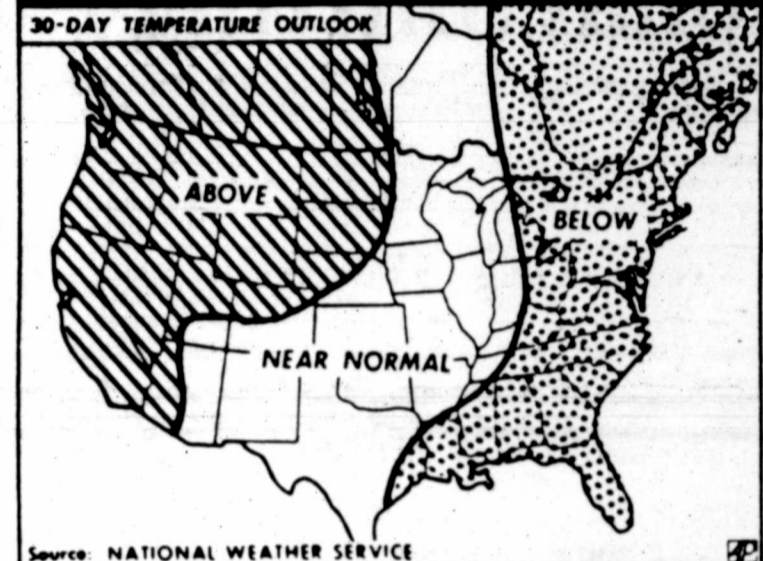 30-DAY TEMPERATURE OUTLOOK
ABOVE
BELOW
NEAR NORMAL
Source: NATIONAL WEATHER SERVICE
AP